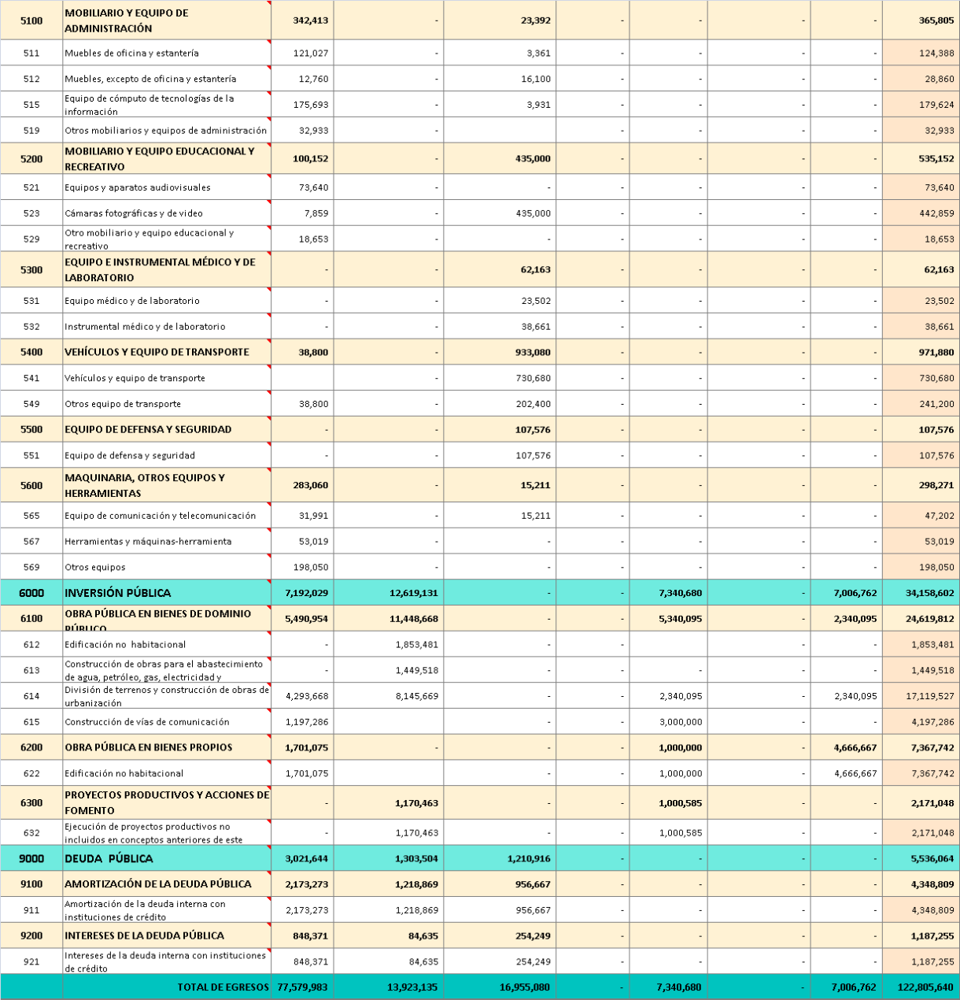 5100 MOBILIARIO Y EQUIPO DE ADMINISTRACIÓN 342,413 - 23,392 - - - - 365,805
511 Muebles de oficina y estantería 121,027 - 3,361 - - - - 124,388
512 Muebles, excepto de oficina y estantería 12,760 - 16,100 - - - - 28,860
515 Equipo de cómputo de tecnologías de la información 175,693 - 3,931 - - - - 179,624
519 Otros mobiliarios y equipos de administración 32,933 - - - - - 32,933
5200 MOBILIARIO Y EQUIPO EDUCACIONAL Y RECREATIVO 100,152 - 435,000 - - - - 535,152
521 Equipos y aparatos audiovisuales 73,640 - - - - - - 73,640
523 Cámaras fotográficas y de video 7,859 - 435,000 - - - - 442,859
529 Otro mobiliario y equipo educacional y recreativo 18,653 - - - - - - 18,653
5300 EQUIPO E INSTRUMENTAL MÉDICO Y DE LABORATORIO - - 62,163 - - - - 62,163
531 Equipo médico y de laboratorio - - 23,502 - - - - 23,502
532 Instrumental médico y de laboratorio - - 38,661 - - - - 38,661
5400 VEHÍCULOS Y EQUIPO DE TRANSPORTE 38,800 - 933,080 - - - - 971,880
541 Vehículos y equipo de transporte - 730,680 - - - - 730,680
549 Otros equipo de transporte 38,800 - 202,400 - - - - 241,200
5500 EQUIPO DE DEFENSA Y SEGURIDAD - - 107,576 - - - - 107,576
551 Equipo de defensa y seguridad - - 107,576 - - - - 107,576
5600 MAQUINARIA, OTROS EQUIPOS Y HERRAMIENTAS 283,060 - 15,211 - - - - 298,271
565 Equipo de comunicación y telecomunicación 31,991 15,211 - - - - 47,202
567 Herramientas y máquinas-herramienta 53,019 - - - - - - 53,019
569 Otros equipos 198,050 - - - - - - 198,050
6000 INVERSIÓN PÚBLICA 7,192,029 12,619,131 - - 7,340,680 - 7,006,762 34,158,602
6100 OBRA PÚBLICA EN BIENES DE DOMINIO PÚBLICO 5,490,954 11,448,668 - - 5,340,095 - 2,340,095 24,619,812
612 Edificación no habitacional - 1,853,481 - - - - 1,853,481
613 Construcción de obras para el abastecimiento de agua, petróleo, gas, electricidad y - 1,449,518 - - - - 1,449,518
614 División de terrenos y construcción de obras de urbanización 4,293,668 8,145,669 - - 2,340,095 - 2,340,095 17,119,527
615 Construcción de vías de comunicación 1,197,286 - - 3,000,000 - - 4,197,286
6200 OBRA PÚBLICA EN BIENES PROPIOS 1,701,075 - - - 1,000,000 - 4,666,667 7,367,742
622 Edificación no habitacional 1,701,075 - 1,000,000 - 4,666,667 7,367,742
6300 PROYECTOS PRODUCTIVOS Y ACCIONES DE FOMENTO - 1,170,463 - - 1,000,585 - - 2,171,048
632 Ejecución de proyectos productivos no incluidos en conceptos anteriores de este - 1,170,463 - - 1,000,585 - - 2,171,048
9000 DEUDA PÚBLICA 3,021,644 1,303,504 1,210,916 - - - - 5,536,064
9100 AMORTIZACIÓN DE LA DEUDA PÚBLICA 2,173,273 1,218,869 956,667 - - - - 4,348,809
911 Amortización de la deuda interna con instituciones de crédito 2,173,273 1,218,869 956,667 - - - - 4,348,809
9200 INTERESES DE LA DEUDA PÚBLICA 848,371 84,635 254,249 - - - - 1,187,255
921 Intereses de la deuda interna con instituciones de crédito 848,371 84,635 254,249 - - - - 1,187,255
TOTAL DE EGRESOS 77,579,983 13,923,135 16,955,080 - 7,340,680 - 7,006,762 122,805,640